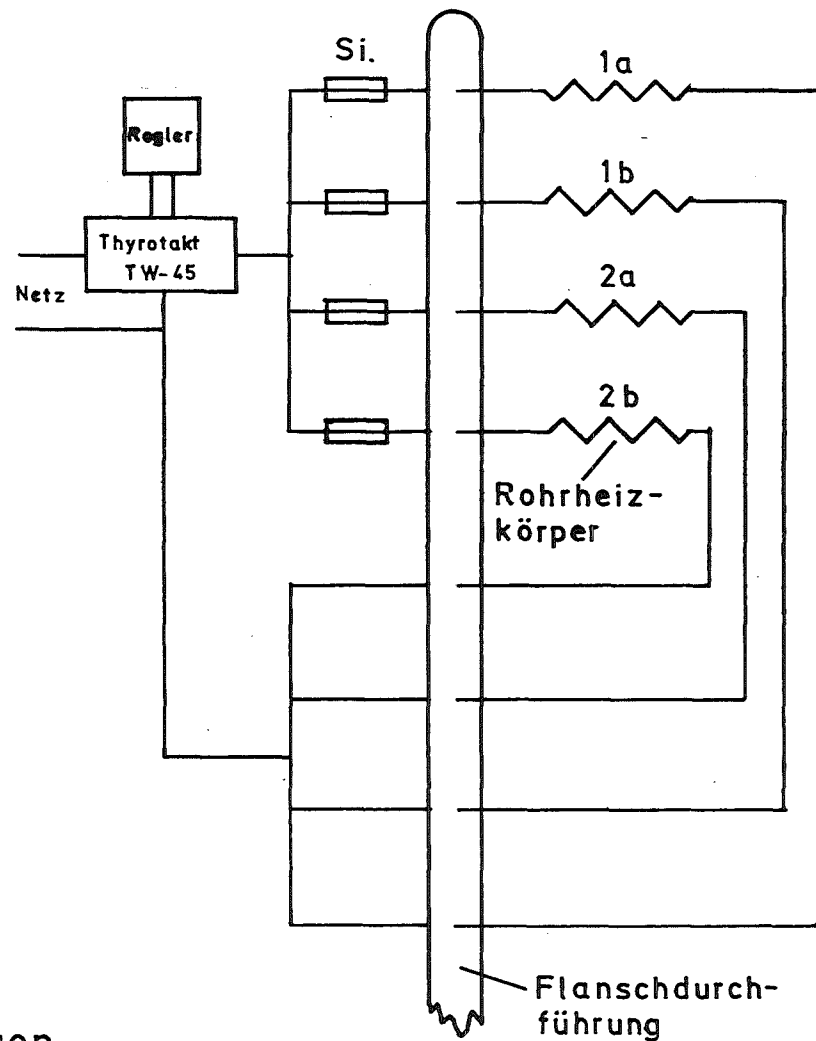 Si.
1a
Regler
1b
Thyrotakt
TW-45
Netz
2a
2b
Rohrheiz-
körper
Flanschdurch-
führung